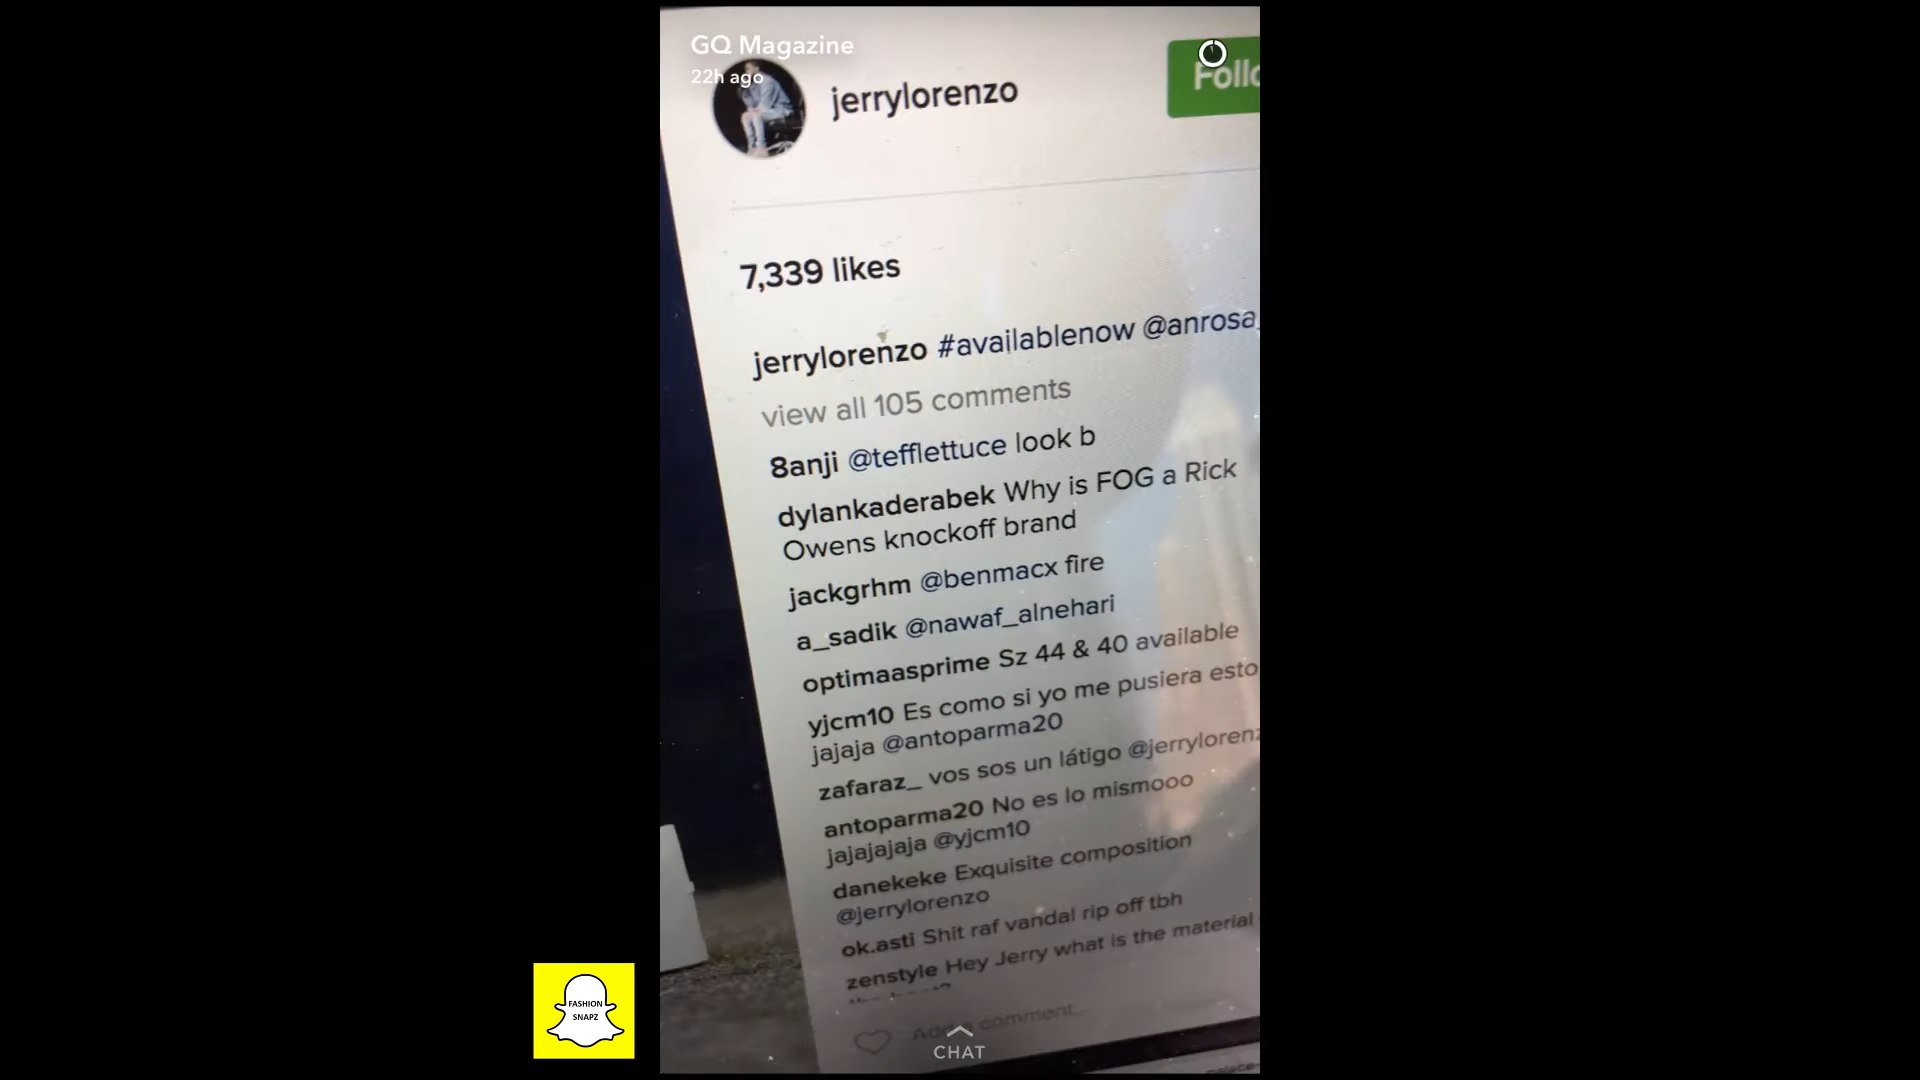 GQ Magazine
22h ago
jerrylorenzo
Follo
7,339 likes
jerrylorenzo #availablenow @anrosa_
view all 105 comments
8anji @tefflettuce look b
dylankaderabek Why is FOG a Rick
Owens knockoff brand
jackgrhm @benmacx fire
a_sadik @nawaf_alnehari
optimaasprime Sz 44 & 40 available
yjcm10 Es como si yo me pusiera esto
jajaja @antoparma20
zafaraz_ vos sos un látigo @jerrylorenz
antoparma20 No es lo mismooo
jajajajaja @yjcm10
danekeke Exquisite composition
@jerrylorenzo
ok.asti Shit raf vandal rip off tbh
zenstyle Hey Jerry what is the material
Add a comment...
CHAT
FASHION
SNAPZ